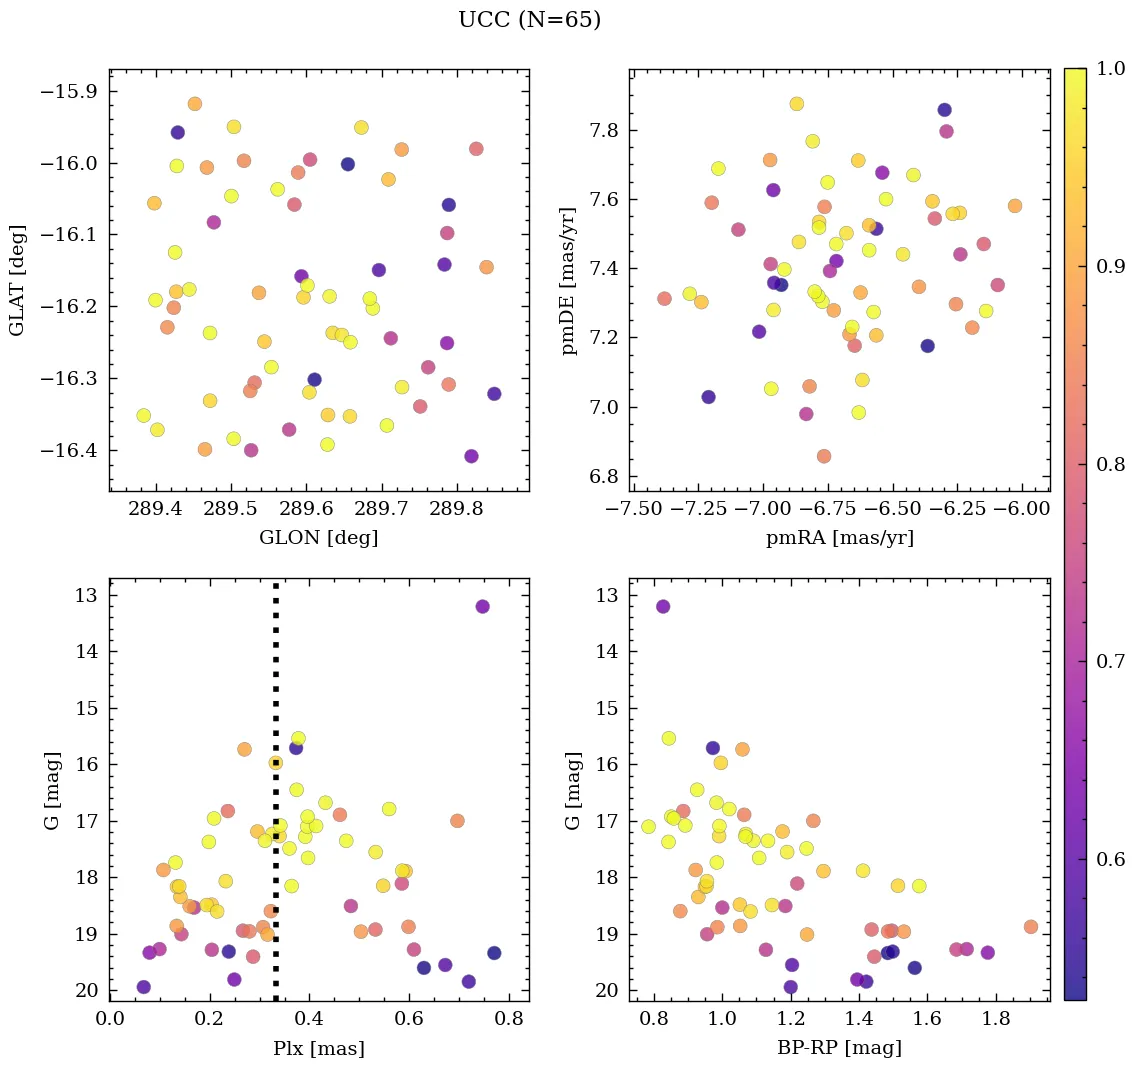 UCC (N=65)
−15.9
−16.0
−16.1
−16.2
−16.3
−16.4
GLAT [deg]
289.4 289.5 289.6 289.7 289.8
GLON [deg]
7.8
7.6
7.4
7.2
7.0
6.8
pmDE [mas/yr]
−7.50 −7.25 −7.00 −6.75 −6.50 −6.25 −6.00
pmRA [mas/yr]
13
14
15
16
17
18
19
20
G [mag]
0.0 0.2 0.4 0.6 0.8
Plx [mas]
13
14
15
16
17
18
19
20
G [mag]
0.8 1.0 1.2 1.4 1.6 1.8
BP-RP [mag]
1.0
0.9
0.8
0.7
0.6